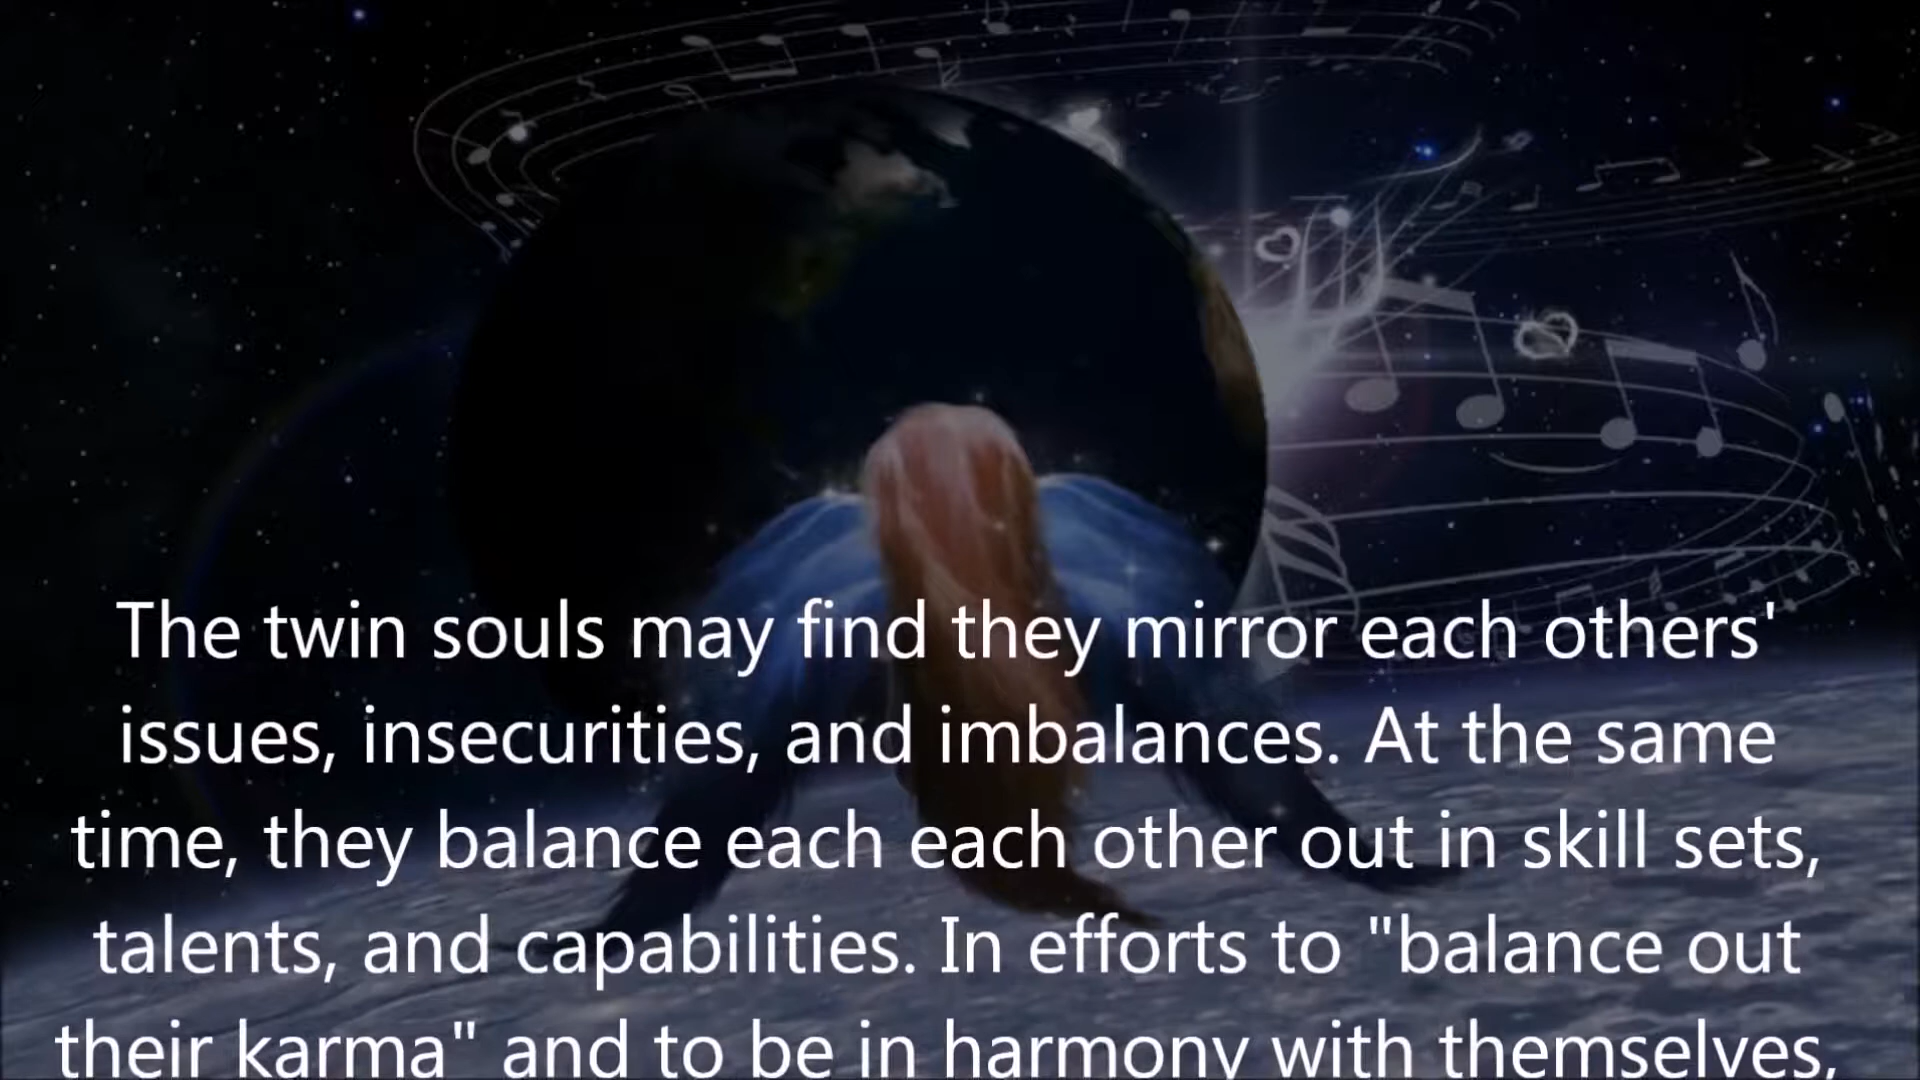 The twin souls may find they mirror each others'
issues, insecurities, and imbalances. At the same
time, they balance each each other out in skill sets,
talents, and capabilities. In efforts to "balance out
their karma" and to be in harmony with themselves,